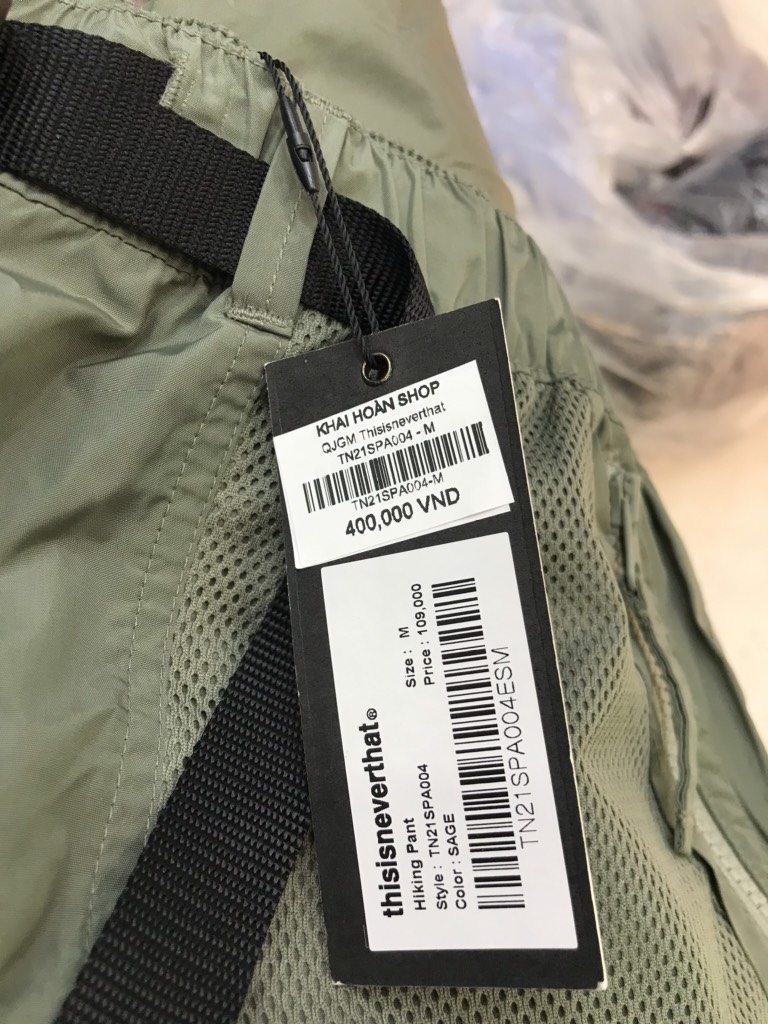 KHẢI HOÀN SHOP
QJGM Thisisneverthat
TN21SPA004 - M
TN21SPA004-M
400,000 VND
thisisneverthat®
Hiking Pant
Style : TN21SPA004
Color : SAGE
Size : M
Price : 109,000
TN21SPA004ESM